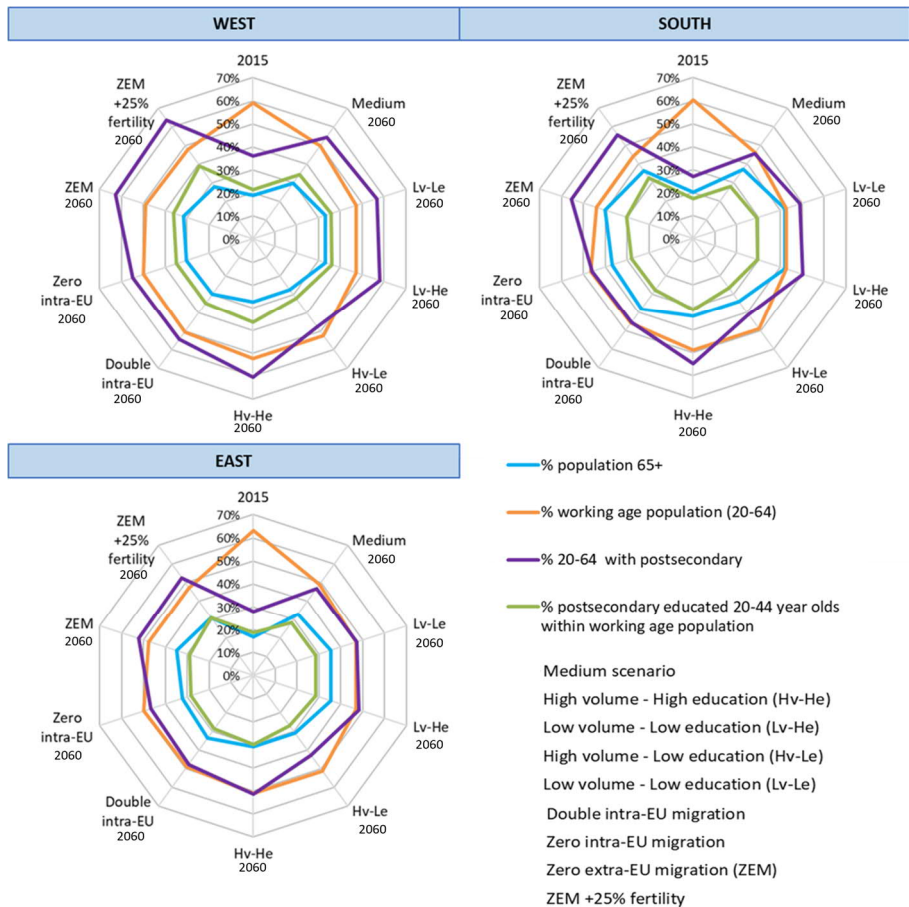 WEST
2015
70%
60%
50%
40%
30%
20%
10%
0%
Medium
2060
Lv-Le
2060
Lv-He
2060
Hv-Le
2060
Hv-He
2060
Double
intra-EU
2060
Zero
intra-EU
2060
ZEM
2060
ZEM
+25%
fertility
2060
SOUTH
2015
70%
60%
50%
40%
30%
20%
10%
0%
Medium
2060
Lv-Le
2060
Lv-He
2060
Hv-Le
2060
Hv-He
2060
Double
intra-EU
2060
Zero
intra-EU
2060
ZEM
2060
ZEM
+25%
fertility
2060
EAST
2015
70%
60%
50%
40%
30%
20%
10%
0%
Medium
2060
Lv-Le
2060
Lv-He
2060
Hv-Le
2060
Hv-He
2060
Double
intra-EU
2060
Zero
intra-EU
2060
ZEM
2060
ZEM
+25%
fertility
2060
% population 65+
% working age population (20-64)
% 20-64 with postsecondary
% postsecondary educated 20-44 year olds
within working age population
Medium scenario
High volume - High education (Hv-He)
Low volume - Low education (Lv-He)
High volume - Low education (Hv-Le)
Low volume - Low education (Lv-Le)
Double intra-EU migration
Zero intra-EU migration
Zero extra-EU migration (ZEM)
ZEM +25% fertility